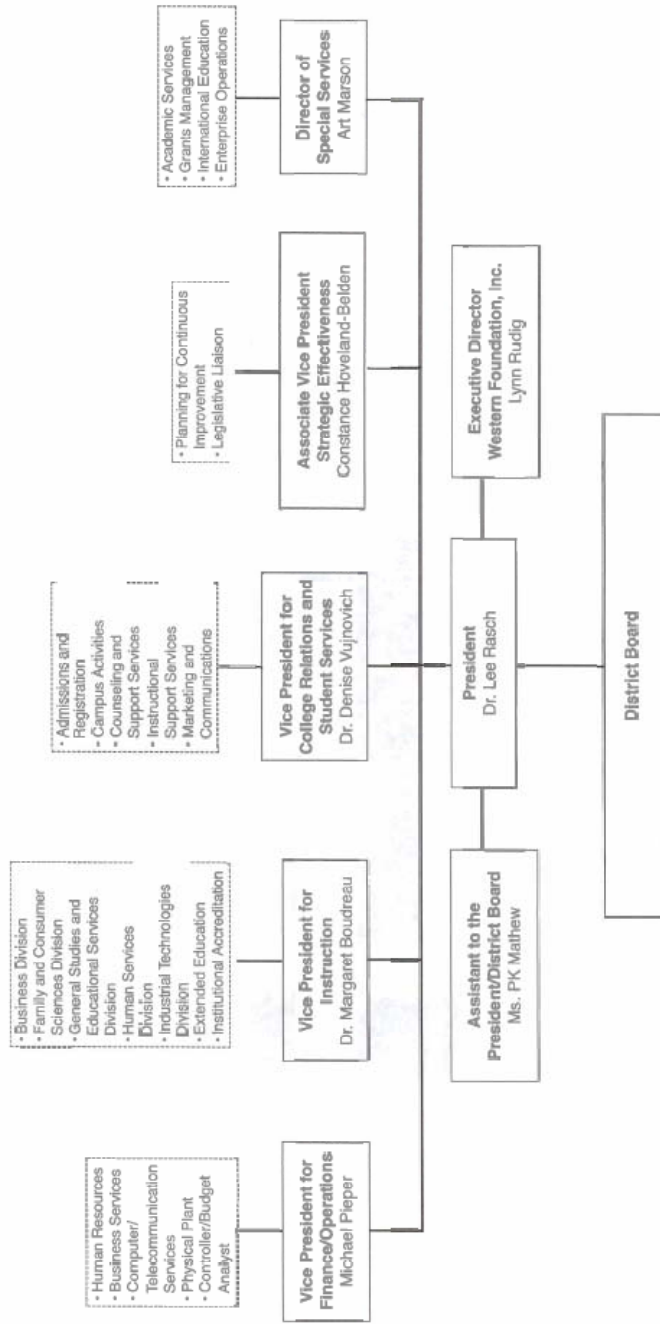 • Human Resources
• Business Services
• Computer/
Telecommunication
Services
• Physical Plant
• Controller/Budget
Analyst
Vice President for
Finance/Operations
Michael Pieper
• Business Division
• Family and Consumer
Sciences Division
• General Studies and
Educational Services
Division
• Human Services
Division
• Industrial Technologies
Division
• Extended Education
• Institutional Accreditation
Vice President for
Instruction
Dr. Margaret Boudreau
• Admissions and
Registration
• Campus Activities
• Counseling and
Support Services
• Instructional
Support Services
• Marketing and
Communications
Vice President for
College Relations and
Student Services
Dr. Denise Vujnovich
• Planning for Continuous
Improvement
• Legislative Liaison
Associate Vice President
Strategic Effectiveness
Constance Hoveland-Belden
• Academic Services
• Grants Management
• International Education
• Enterprise Operations
Director of
Special Services
Art Marson
Assistant to the
President/District Board
Ms. PK Mathew
President
Dr. Lee Rasch
Executive Director
Western Foundation, Inc.
Lynn Rudig
District Board